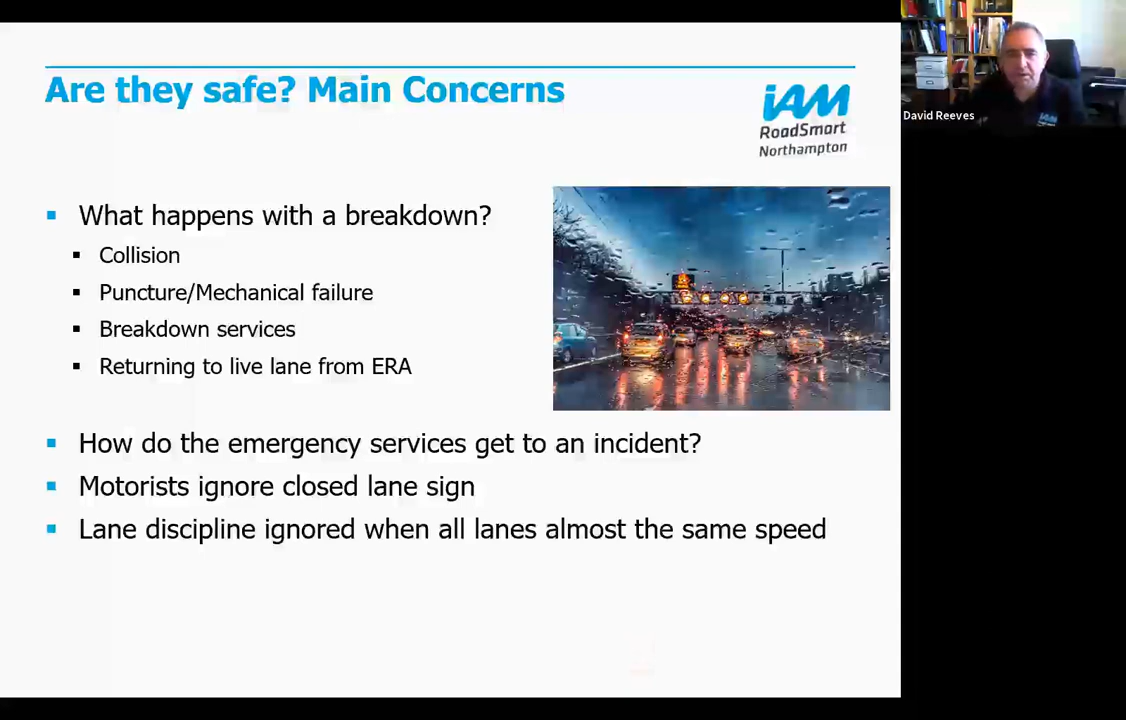 Are they safe? Main Concerns
iAM
RoadSmart
Northampton
David Reeves
What happens with a breakdown?
Collision
Puncture/Mechanical failure
Breakdown services
Returning to live lane from ERA
How do the emergency services get to an incident?
Motorists ignore closed lane sign
Lane discipline ignored when all lanes almost the same speed